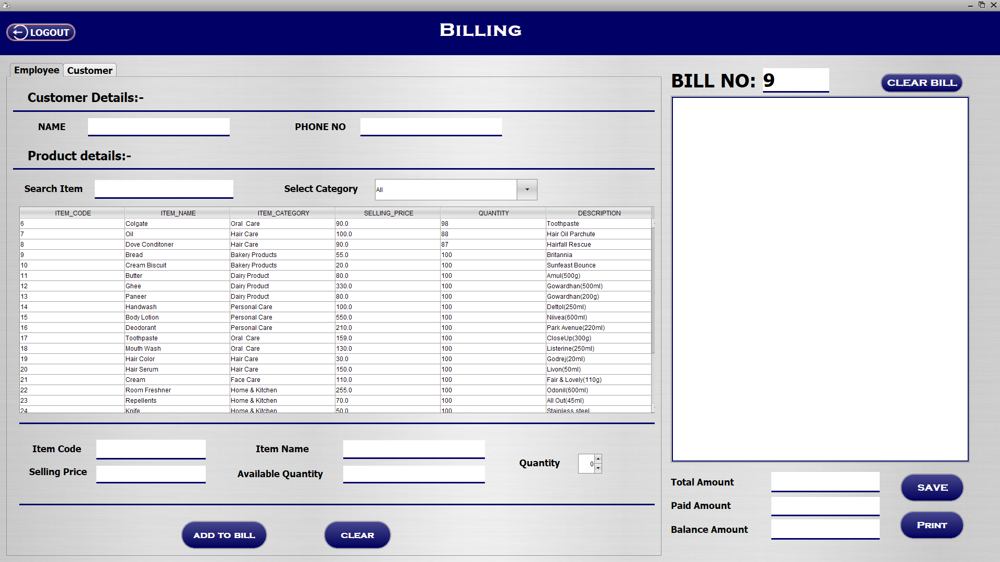 LOGOUT
Billing
Employee Customer
Customer Details:-
NAME PHONE NO
Product details:-
Search Item Select Category All
ITEM_CODE ITEM_NAME ITEM_CATEGORY SELLING_PRICE QUANTITY DESCRIPTION
6 Colgate Oral Care 90.0 98 Toothpaste
7 Oil Hair Care 100.0 88 Hair Oil Parchute
8 Dove Conditoner Hair Care 90.0 87 Hairfall Rescue
9 Bread Bakery Products 55.0 100 Britannia
10 Cream Biscuit Bakery Products 20.0 100 Sunfeast Bounce
11 Butter Dairy Product 80.0 100 Amul(500g)
12 Ghee Dairy Product 330.0 100 Gowardhan(500ml)
13 Paneer Dairy Product 80.0 100 Gowardhan(200g)
14 Handwash Personal Care 100.0 100 Dettol(250ml)
15 Body Lotion Personal Care 550.0 100 Niivea(600ml)
16 Deodorant Personal Care 210.0 100 Park Avenue(220ml)
17 Toothpaste Oral Care 159.0 100 CloseUp(300g)
18 Mouth Wash Oral Care 130.0 100 Listerine(250ml)
19 Hair Color Hair Care 30.0 100 Godrej(20ml)
20 Hair Serum Hair Care 150.0 100 Livon(50ml)
21 Cream Face Care 110.0 100 Fair & Lovely(110g)
22 Room Freshner Home & Kitchen 255.0 100 Odonil(600ml)
23 Repellents Home & Kitchen 70.0 100 All Out(45ml)
24 Knife Home & Kitchen 50.0 100 Stainless steel
Item Code Item Name
Quantity 0
Selling Price Available Quantity
ADD TO BILL CLEAR
BILL NO: 9 CLEAR BILL
Total Amount
SAVE
Paid Amount
Print
Balance Amount